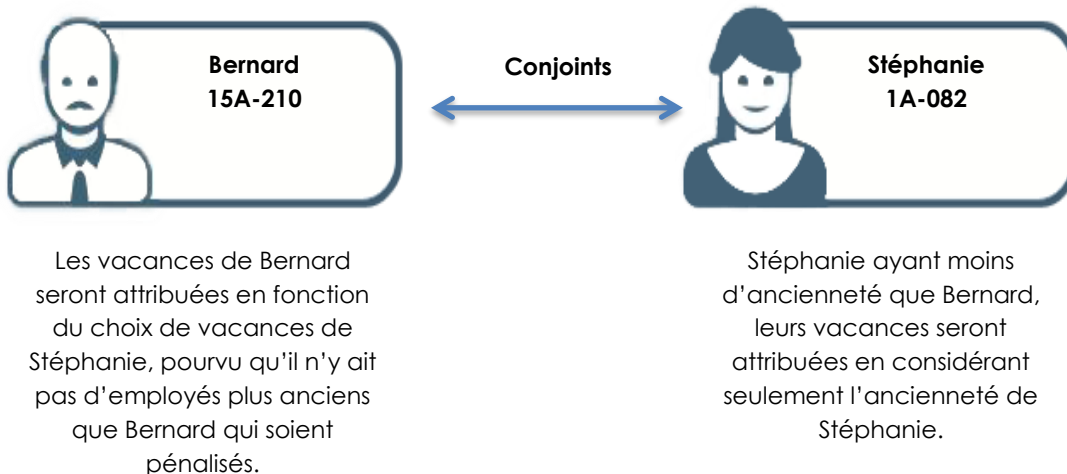 Bernard
15A-210
Conjoints
Stéphanie
1A-082
Les vacances de Bernard
seront attribuées en fonction
du choix de vacances de
Stéphanie, pourvu qu’il n’y ait
pas d’employés plus anciens
que Bernard qui soient
pénalisés.
Stéphanie ayant moins
d’ancienneté que Bernard,
leurs vacances seront
attribuées en considérant
seulement l’ancienneté de
Stéphanie.